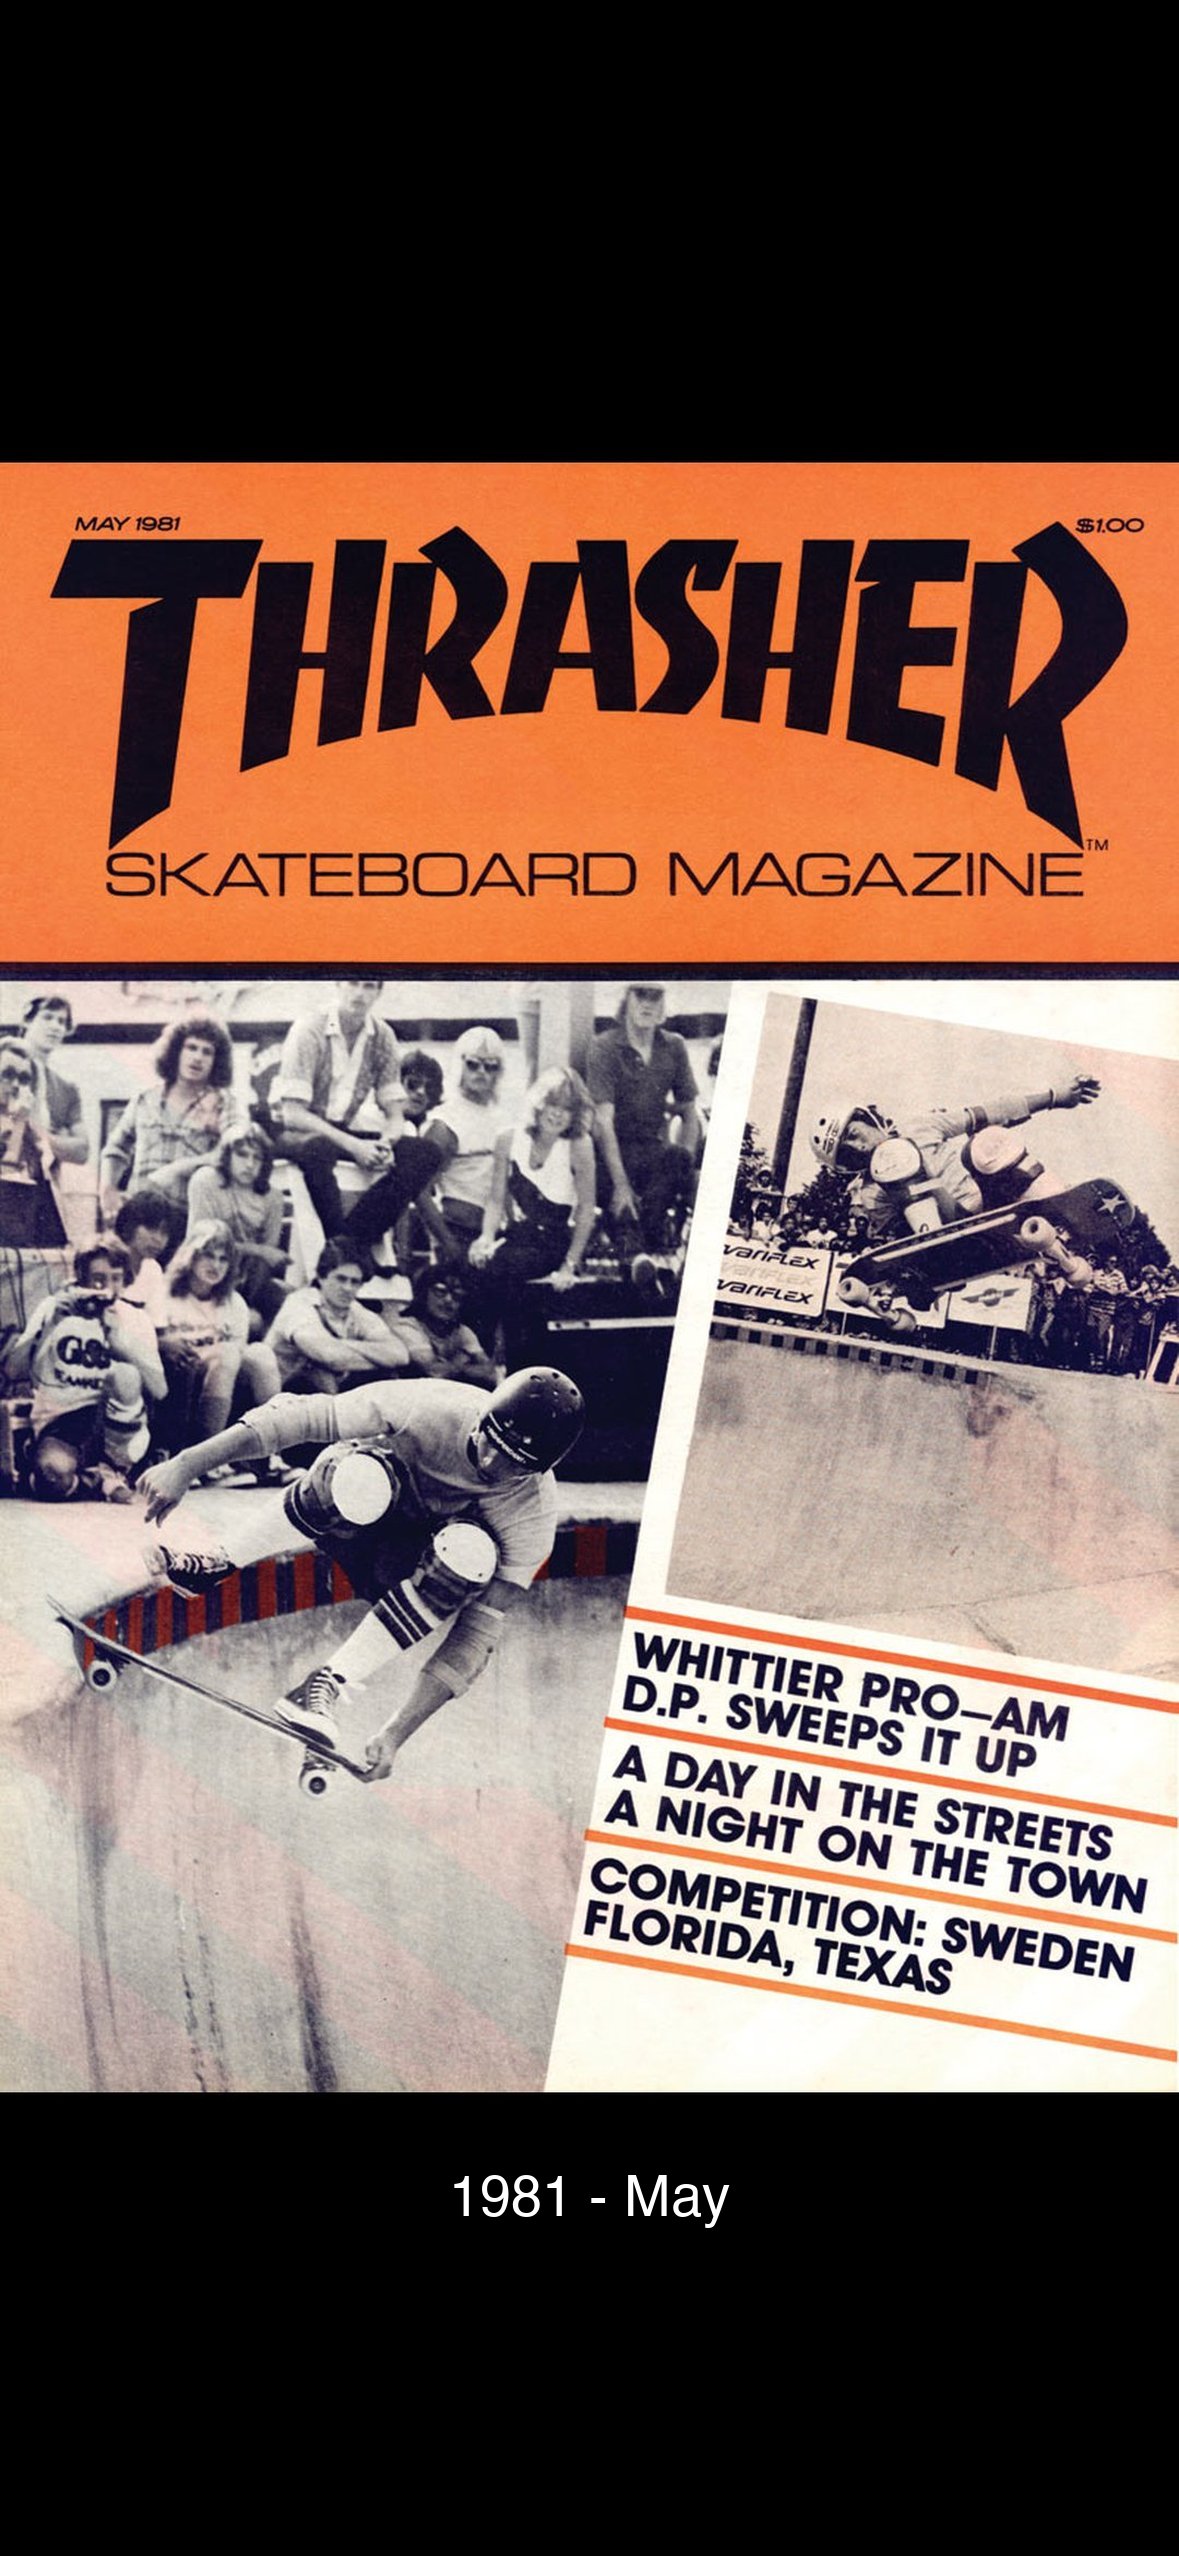 MAY 1981
$1.00
THRASHER
TM
SKATEBOARD MAGAZINE
VARIFLEX
VARIFLEX
VARIFLEX
WHITTIER PRO–AM
D.P. SWEEPS IT UP
A DAY IN THE STREETS
A NIGHT ON THE TOWN
COMPETITION: SWEDEN
FLORIDA, TEXAS
1981 - May